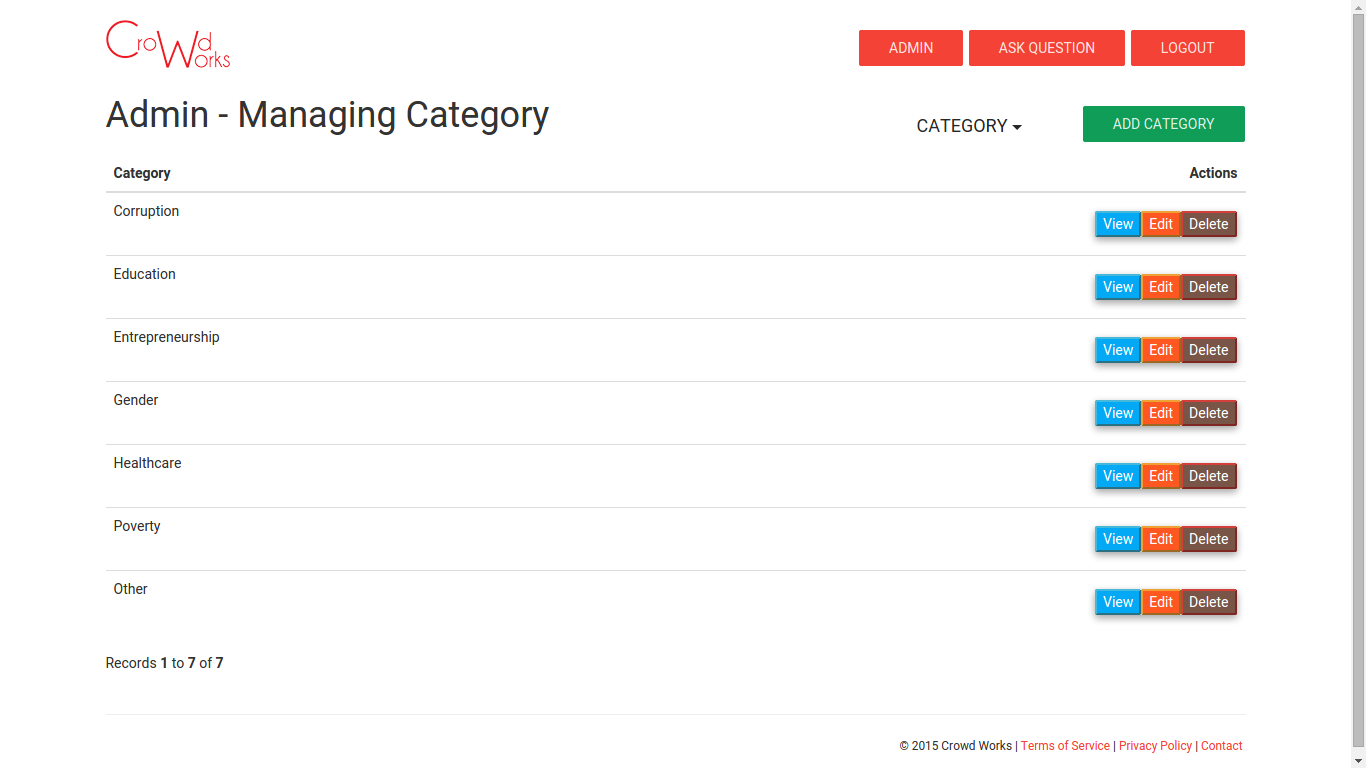 CroWd Works
ADMIN ASK QUESTION LOGOUT
Admin - Managing Category
CATEGORY
ADD CATEGORY
Category Actions
Corruption View Edit Delete
Education View Edit Delete
Entrepreneurship View Edit Delete
Gender View Edit Delete
Healthcare View Edit Delete
Poverty View Edit Delete
Other View Edit Delete
Records 1 to 7 of 7
© 2015 Crowd Works | Terms of Service | Privacy Policy | Contact